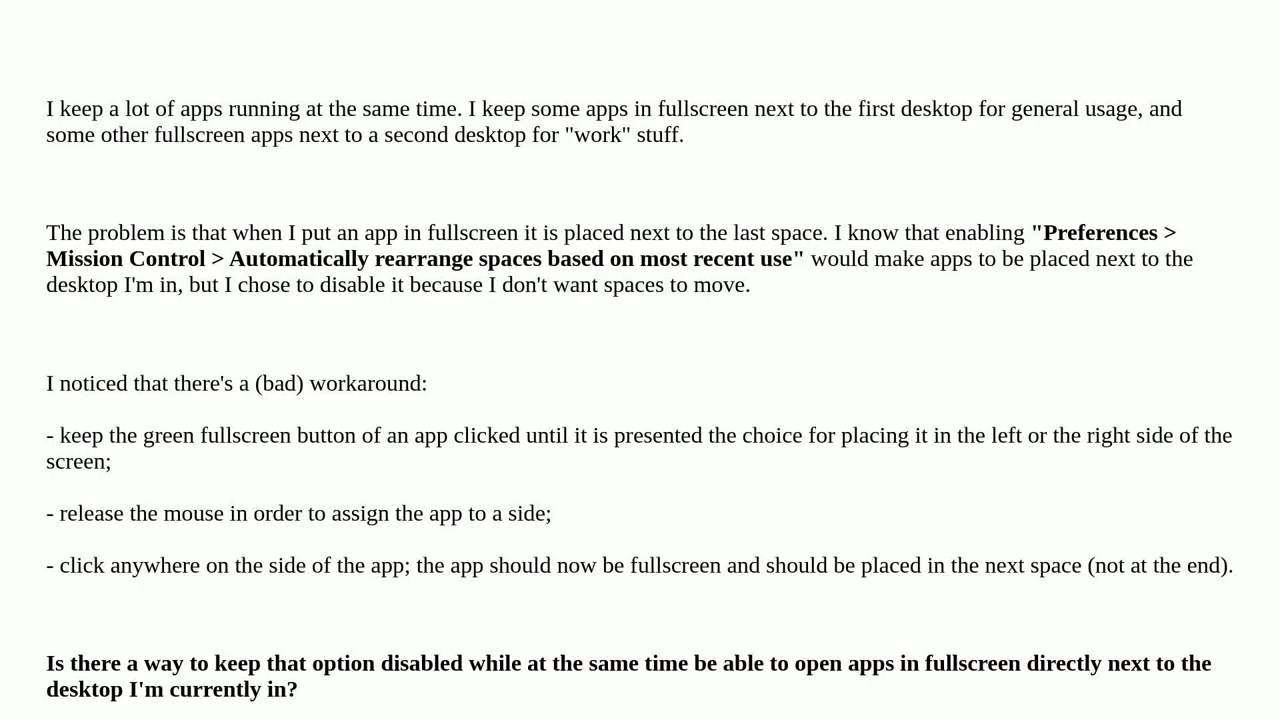 I keep a lot of apps running at the same time. I keep some apps in fullscreen next to the first desktop for general usage, and
some other fullscreen apps next to a second desktop for "work" stuff.
The problem is that when I put an app in fullscreen it is placed next to the last space. I know that enabling "Preferences >
Mission Control > Automatically rearrange spaces based on most recent use" would make apps to be placed next to the
desktop I'm in, but I chose to disable it because I don't want spaces to move.
I noticed that there's a (bad) workaround:
- keep the green fullscreen button of an app clicked until it is presented the choice for placing it in the left or the right side of the
screen;
- release the mouse in order to assign the app to a side;
- click anywhere on the side of the app; the app should now be fullscreen and should be placed in the next space (not at the end).
Is there a way to keep that option disabled while at the same time be able to open apps in fullscreen directly next to the
desktop I'm currently in?